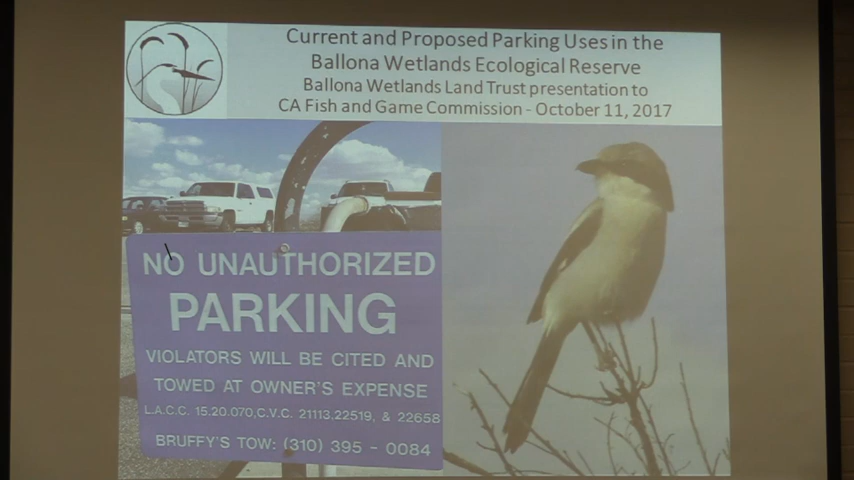 Current and Proposed Parking Uses in the
Ballona Wetlands Ecological Reserve
Ballona Wetlands Land Trust presentation to
CA Fish and Game Commission - October 11, 2017
NO UNAUTHORIZED
PARKING
VIOLATORS WILL BE CITED AND
TOWED AT OWNER'S EXPENSE
L.A.C.C. 15.20.070,C.V.C. 21113,22519, & 22658
BRUFFY'S TOW: (310) 395 - 0084